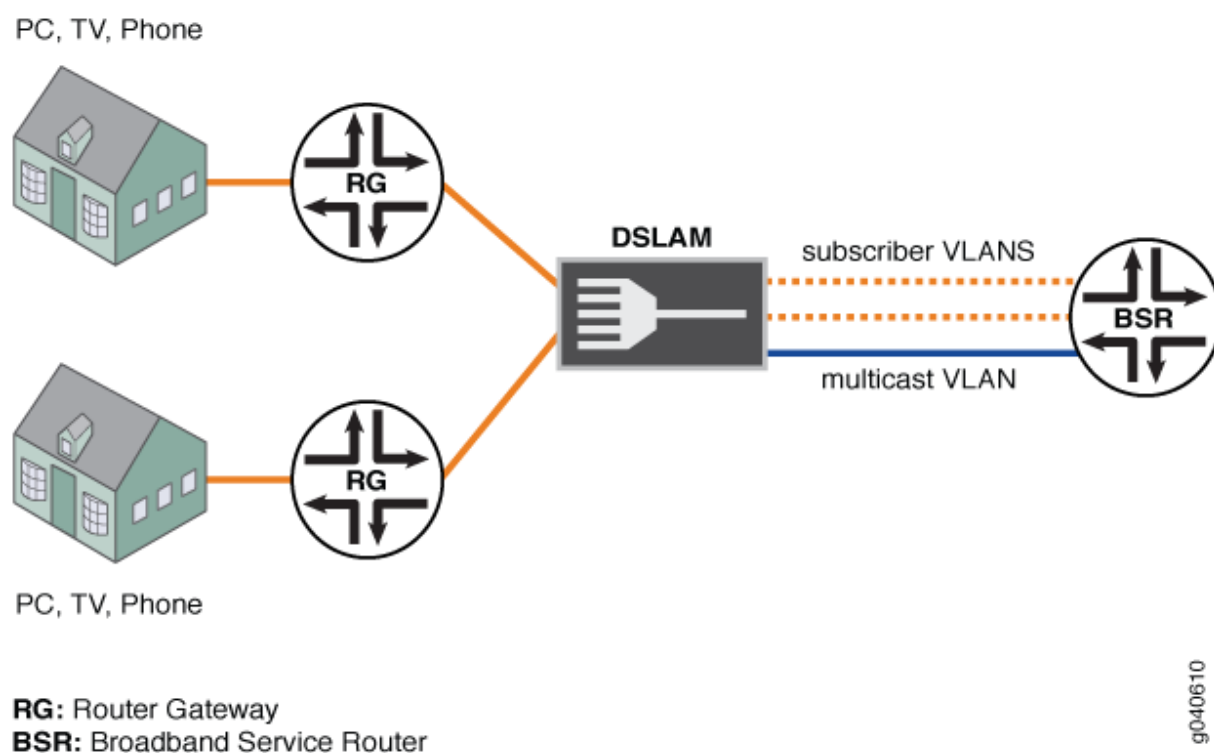 PC, TV, Phone
RG
DSLAM
subscriber VLANS
BSR
multicast VLAN
RG
PC, TV, Phone
RG: Router Gateway
BSR: Broadband Service Router
g040610